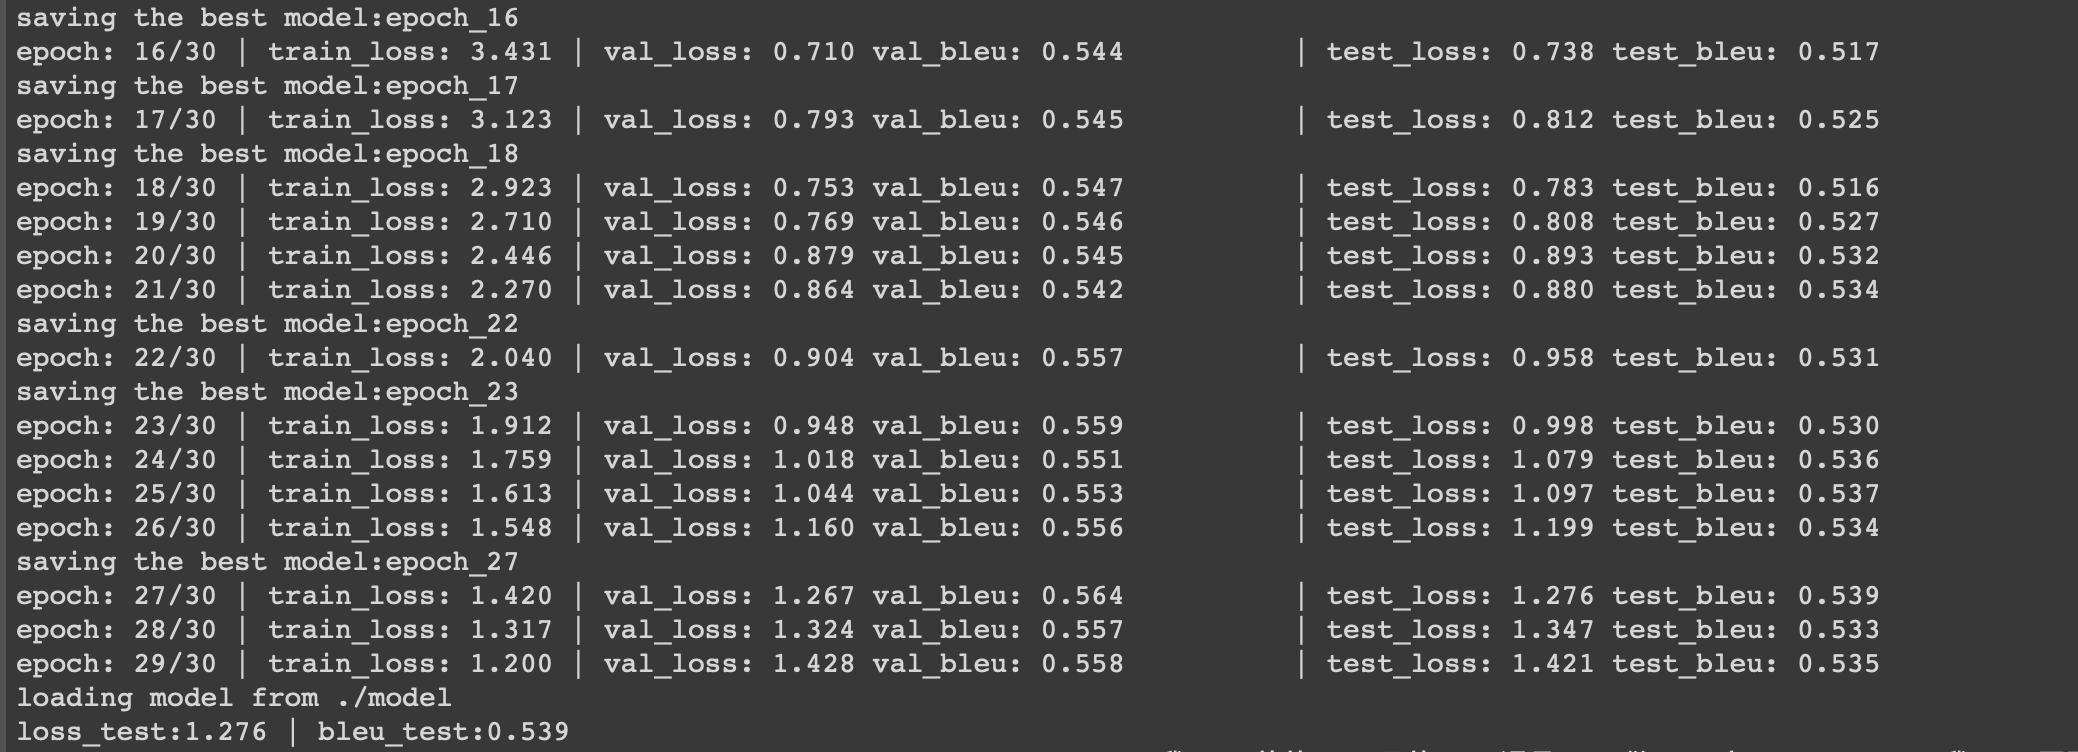 saving the best model:epoch_16
epoch: 16/30 | train_loss: 3.431 | val_loss: 0.710 val_bleu: 0.544 | test_loss: 0.738 test_bleu: 0.517
saving the best model:epoch_17
epoch: 17/30 | train_loss: 3.123 | val_loss: 0.793 val_bleu: 0.545 | test_loss: 0.812 test_bleu: 0.525
saving the best model:epoch_18
epoch: 18/30 | train_loss: 2.923 | val_loss: 0.753 val_bleu: 0.547 | test_loss: 0.783 test_bleu: 0.516
epoch: 19/30 | train_loss: 2.710 | val_loss: 0.769 val_bleu: 0.546 | test_loss: 0.808 test_bleu: 0.527
epoch: 20/30 | train_loss: 2.446 | val_loss: 0.879 val_bleu: 0.545 | test_loss: 0.893 test_bleu: 0.532
epoch: 21/30 | train_loss: 2.270 | val_loss: 0.864 val_bleu: 0.542 | test_loss: 0.880 test_bleu: 0.534
saving the best model:epoch_22
epoch: 22/30 | train_loss: 2.040 | val_loss: 0.904 val_bleu: 0.557 | test_loss: 0.958 test_bleu: 0.531
saving the best model:epoch_23
epoch: 23/30 | train_loss: 1.912 | val_loss: 0.948 val_bleu: 0.559 | test_loss: 0.998 test_bleu: 0.530
epoch: 24/30 | train_loss: 1.759 | val_loss: 1.018 val_bleu: 0.551 | test_loss: 1.079 test_bleu: 0.536
epoch: 25/30 | train_loss: 1.613 | val_loss: 1.044 val_bleu: 0.553 | test_loss: 1.097 test_bleu: 0.537
epoch: 26/30 | train_loss: 1.548 | val_loss: 1.160 val_bleu: 0.556 | test_loss: 1.199 test_bleu: 0.534
saving the best model:epoch_27
epoch: 27/30 | train_loss: 1.420 | val_loss: 1.267 val_bleu: 0.564 | test_loss: 1.276 test_bleu: 0.539
epoch: 28/30 | train_loss: 1.317 | val_loss: 1.324 val_bleu: 0.557 | test_loss: 1.347 test_bleu: 0.533
epoch: 29/30 | train_loss: 1.200 | val_loss: 1.428 val_bleu: 0.558 | test_loss: 1.421 test_bleu: 0.535
loading model from ./model
loss_test:1.276 | bleu_test:0.539